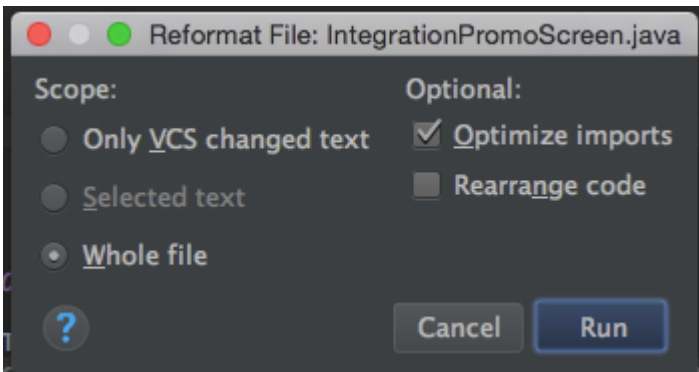 Reformat File: IntegrationPromoScreen.java
Scope:
Optional:
Only VCS changed text
Optimize imports
Selected text
Rearrange code
Whole file
?
Cancel
Run